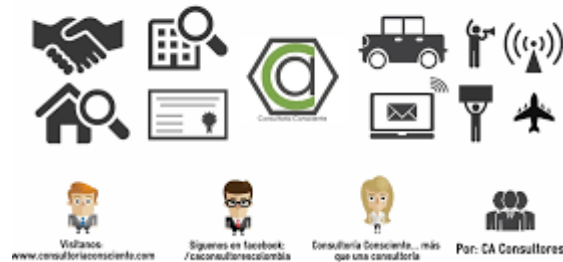 Ca
Consultoría Consciente
Visítanos:
www.consultoriaconsciente.com
Síguenos en facebook:
/caconsultorescolombia
Consultoría Consciente... más
que una consultoría
Por: CA Consultores